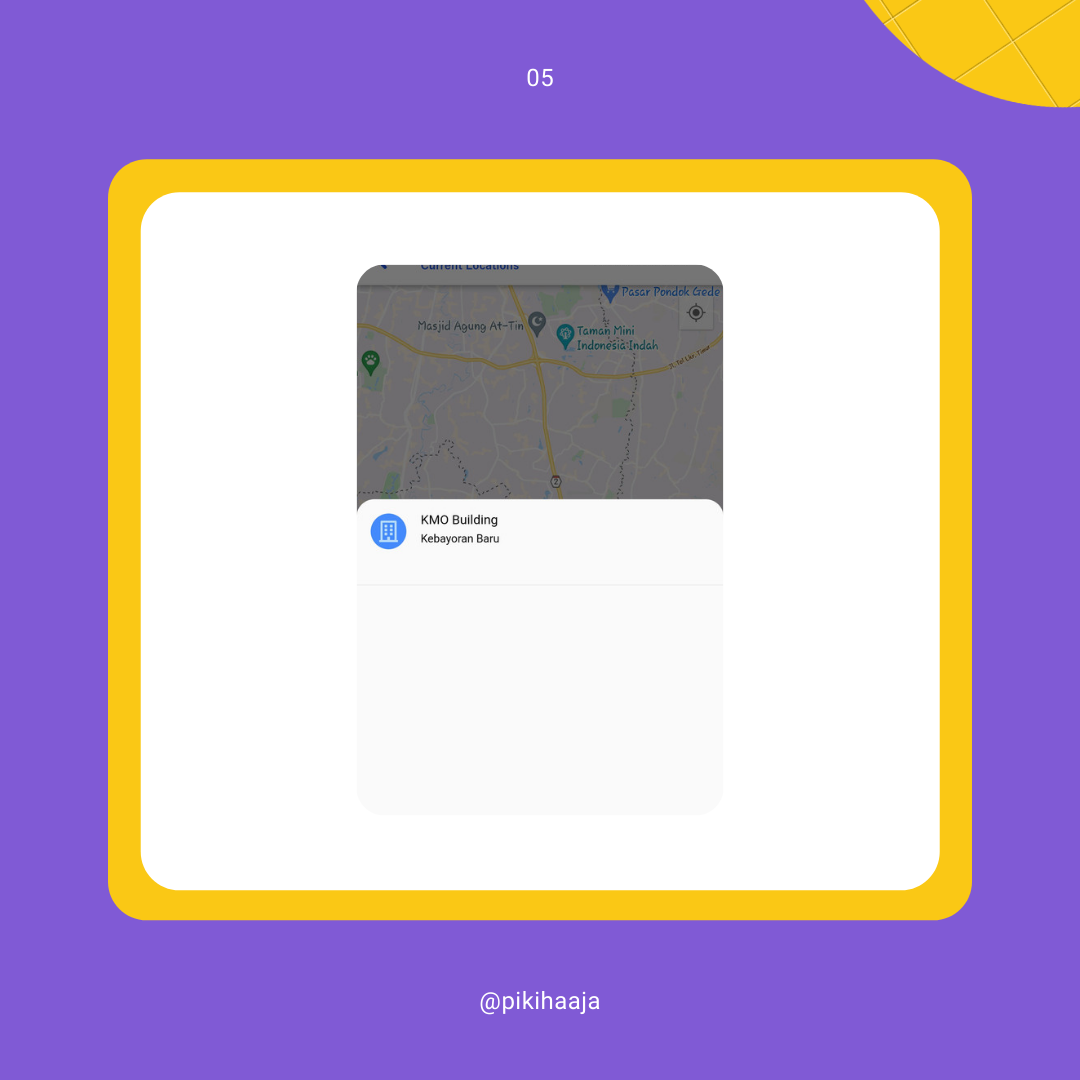 05
Current Locations
Pasar Pondok Gede
Masjid Agung At-Tin
Taman Mini
Indonesia Indah
Jl. Tol Lkr. Timur
2
KMO Building
Kebayoran Baru
@pikihaaja